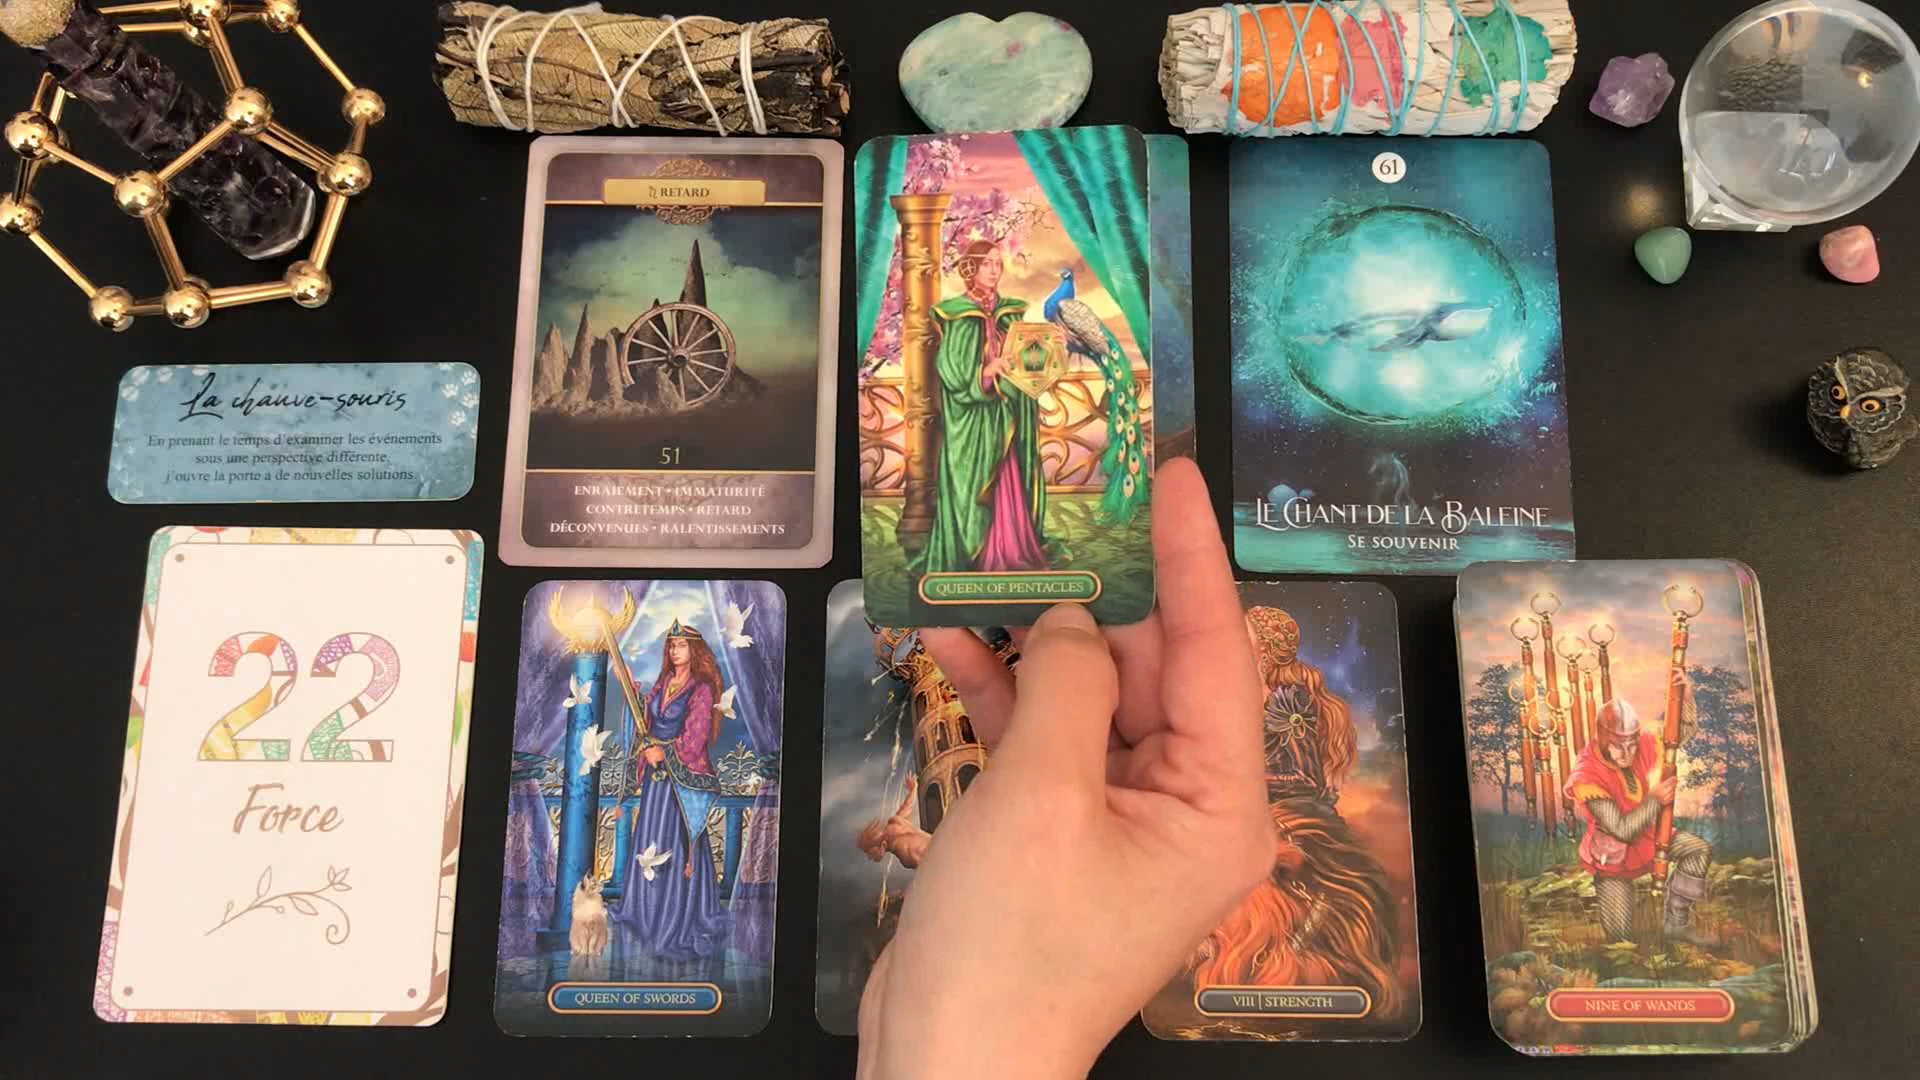 RETARD
51
ENRAIEMENT • IMMATURITÉ
CONTRETEMPS • RETARD
DÉCONVENUES • RALENTISSEMENTS
QUEEN OF PENTACLES
61
LE CHANT DE LA BALEINE
SE SOUVENIR
La chauve-souris
En prenant le temps d'examiner les événements
sous une perspective différente,
j'ouvre la porte a de nouvelles solutions.
22
Force
QUEEN OF SWORDS
VIII | STRENGTH
NINE OF WANDS